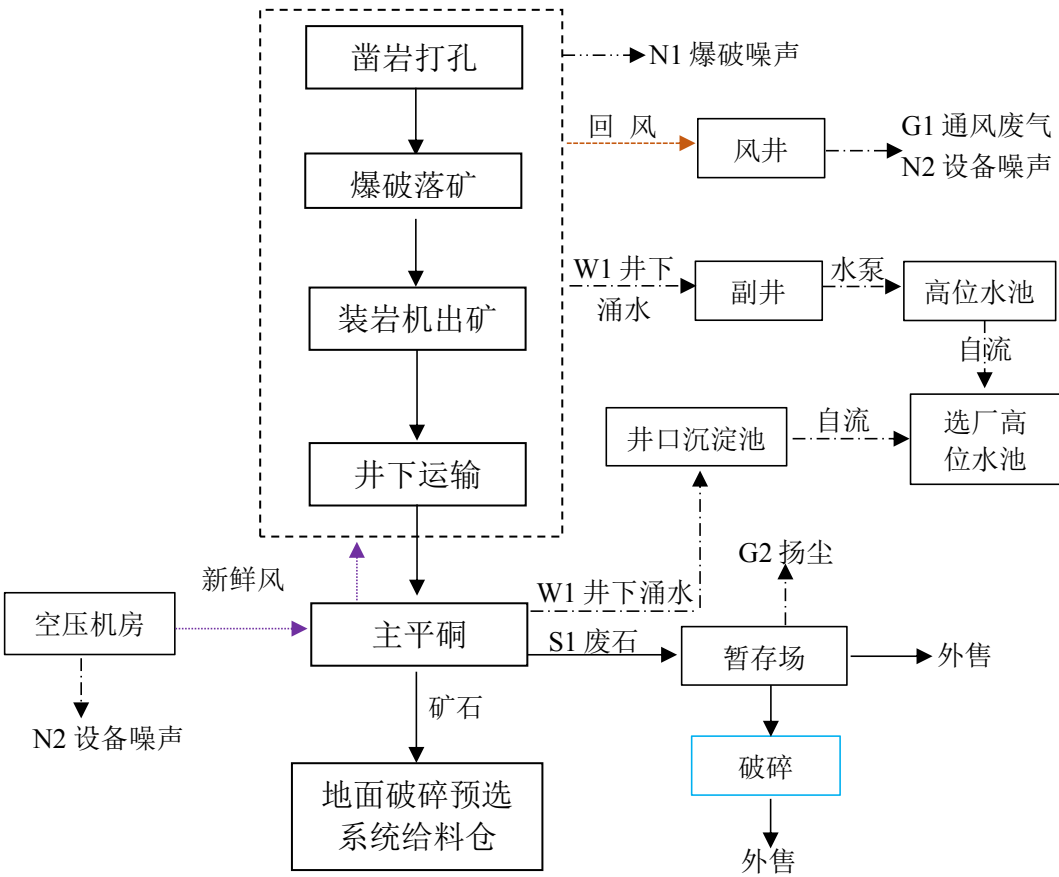 凿岩打孔
N1 爆破噪声
回 风
风井
G1 通风废气
N2 设备噪声
爆破落矿
W1 井下
涌水
副井
水泵
高位水池
装岩机出矿
自流
井口沉淀池
自流
选厂高
位水池
井下运输
G2 扬尘
新鲜风
W1 井下涌水
空压机房
主平硐
S1 废石
暂存场
外售
N2 设备噪声
矿石
破碎
地面破碎预选
系统给料仓
外售